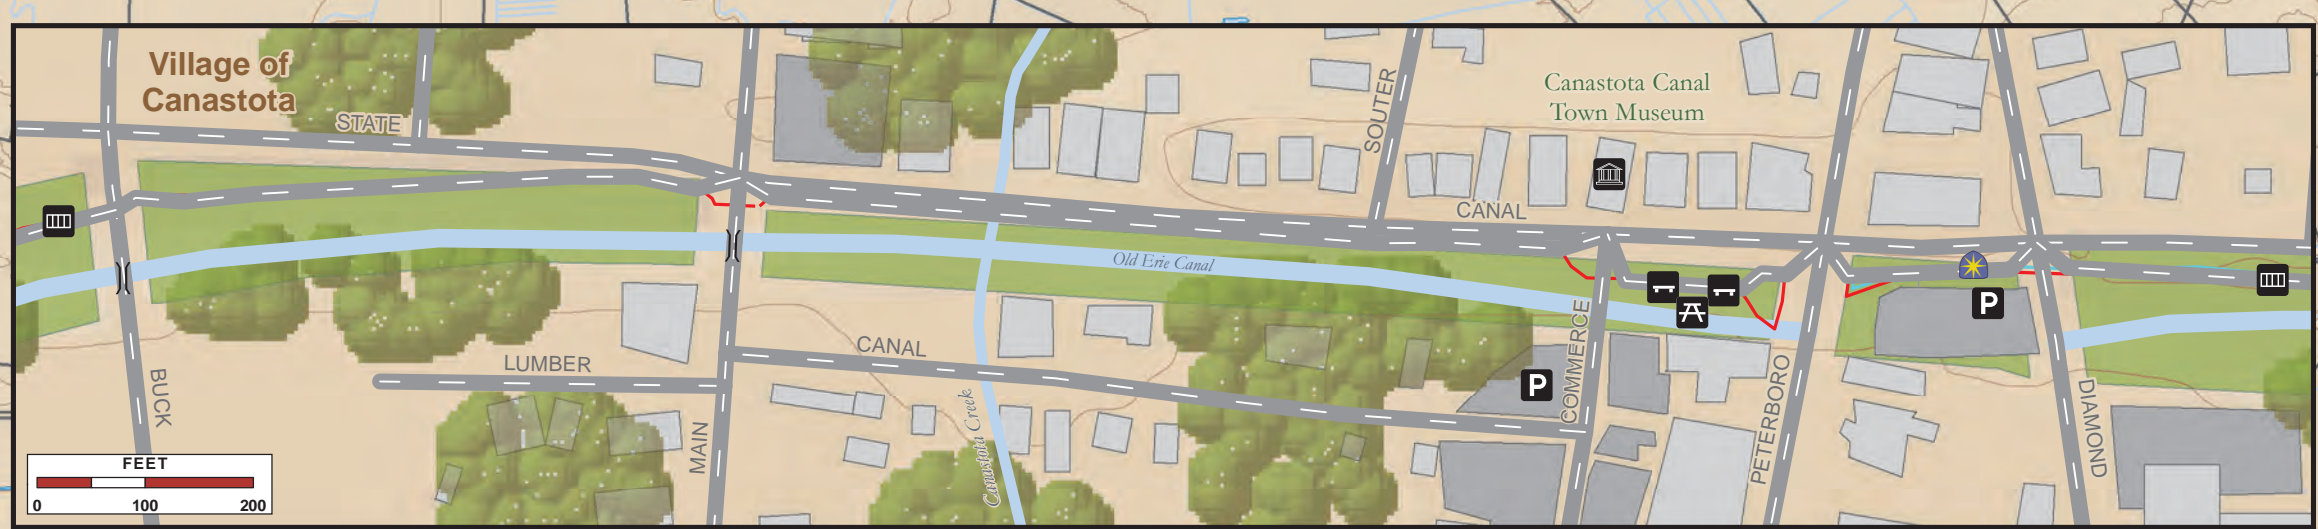 Village of
Canastota
STATE
SOUTER
Canastota Canal
Town Museum
CANAL
Old Erie Canal
BUCK
LUMBER
CANAL
MAIN
Canastota Creek
P
COMMERCE
PETERBORO
P
DIAMOND
FEET
0 100 200